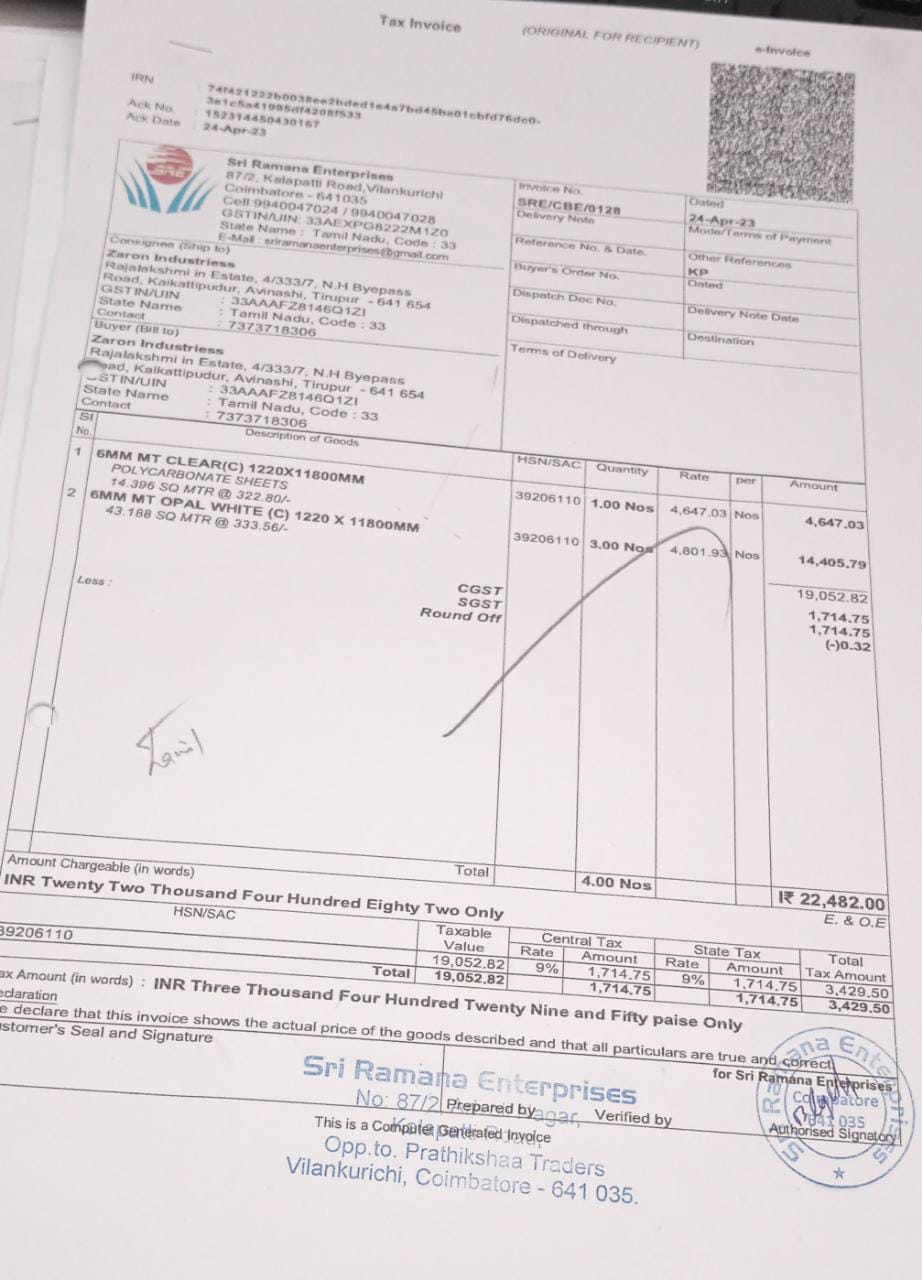 Tax Invoice
(ORIGINAL FOR RECIPIENT)
e-Invoice
IRN : 74f421222b0038ee2bded1e4a7bd45ba01cbfd76dc0-
3e1c5a41985df4208f533
Ack No. : 152314450430167
Ack Date : 24-Apr-23
SRE
Sri Ramana Enterprises
87/2, Kalapatti Road,Vilankurichi
Coimbatore - 641035
Cell 9940047024 / 9940047028
GSTIN/UIN: 33AEXPG8222M1Z0
State Name : Tamil Nadu, Code : 33
E-Mail : sriramanaenterprises@gmail.com
Invoice No.
SRE/CBE/0128
Dated
24-Apr-23
Delivery Note
Mode/Terms of Payment
Reference No. & Date.
Other References
KP
Buyer's Order No.
Dated
Dispatch Doc No.
Delivery Note Date
Dispatched through
Destination
Terms of Delivery
Consignee (Ship to)
Zaron Industriess
Rajalakshmi in Estate, 4/333/7, N.H Byepass
Road, Kaikattipudur, Avinashi, Tirupur - 641 654
GSTIN/UIN : 33AAAFZ8146Q1ZI
State Name : Tamil Nadu, Code : 33
Contact : 7373718306
Buyer (Bill to)
Zaron Industriess
Rajalakshmi in Estate, 4/333/7, N.H Byepass
oad, Kaikattipudur, Avinashi, Tirupur - 641 654
STIN/UIN : 33AAAFZ8146Q1ZI
State Name : Tamil Nadu, Code : 33
Contact : 7373718306
Sl No. Description of Goods HSN/SAC Quantity Rate per Amount
1 6MM MT CLEAR(C) 1220X11800MM 39206110 1.00 Nos 4,647.03 Nos 4,647.03
POLYCARBONATE SHEETS
14.396 SQ MTR @ 322.80/-
2 6MM MT OPAL WHITE (C) 1220 X 11800MM 39206110 3.00 Nos 4,801.93 Nos 14,405.79
43.188 SQ MTR @ 333.56/-
19,052.82
CGST 1,714.75
SGST 1,714.75
Less : Round Off (-)0.32
Tamil
Total 4.00 Nos I₹ 22,482.00
Amount Chargeable (in words)
E. & O.E
INR Twenty Two Thousand Four Hundred Eighty Two Only
HSN/SAC Taxable Value Central Tax State Tax Total Tax Amount
Rate Amount Rate Amount
39206110 19,052.82 9% 1,714.75 9% 1,714.75 3,429.50
Total 19,052.82 1,714.75 1,714.75 3,429.50
ax Amount (in words) : INR Three Thousand Four Hundred Twenty Nine and Fifty paise Only
eclaration
e declare that this invoice shows the actual price of the goods described and that all particulars are true and correct
ustomer's Seal and Signature
for Sri Ramana Enterprises
Prepared by
Verified by
Authorised Signatory
This is a Computer Generated Invoice
Sri Ramana Enterprises
No: 87/2 agar,
Opp.to. Prathikshaa Traders
Vilankurichi, Coimbatore - 641 035.
Sri Ramana Enterprises
Coimbatore
641 035